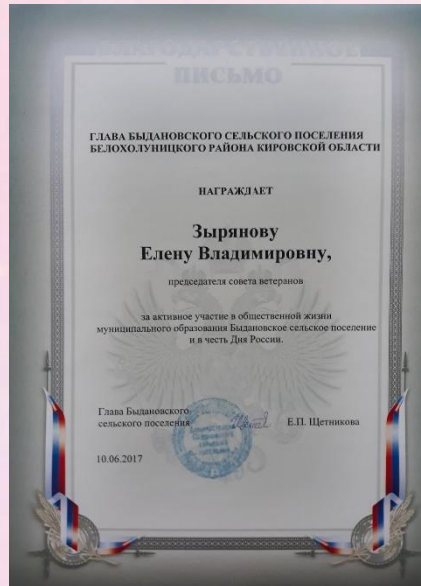 БЛАГОДАРСТВЕННОЕ
ПИСЬМО
ГЛАВА БЫДАНОВСКОГО СЕЛЬСКОГО ПОСЕЛЕНИЯ
БЕЛОХОЛУНИЦКОГО РАЙОНА КИРОВСКОЙ ОБЛАСТИ
НАГРАЖДАЕТ
Зырянову
Елену Владимировну,
председателя совета ветеранов
за активное участие в общественной жизни
муниципального образования Быдановское сельское поселение
и в честь Дня России.
Глава Быдановского
сельского поселения Е.П. Щетникова
10.06.2017